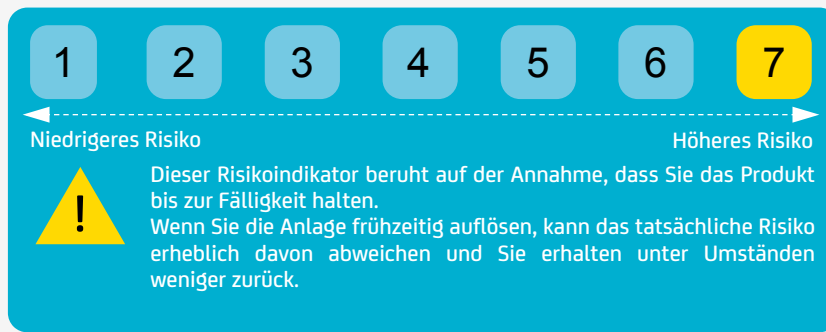 1 2 3 4 5 6 7
Niedrigeres Risiko Höheres Risiko
!
Dieser Risikoindikator beruht auf der Annahme, dass Sie das Produkt
bis zur Fälligkeit halten.
Wenn Sie die Anlage frühzeitig auflösen, kann das tatsächliche Risiko
erheblich davon abweichen und Sie erhalten unter Umständen
weniger zurück.